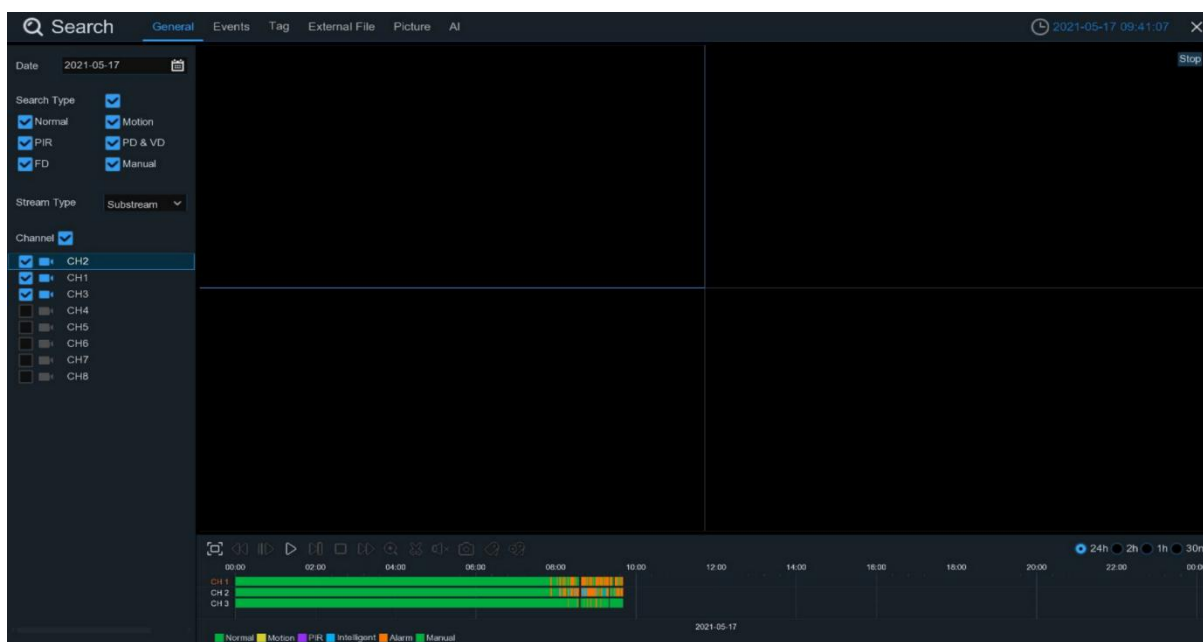 Search General Events Tag External File Picture AI 2021-05-17 09:41:07
Date 2021-05-17
Stop
Search Type
Normal Motion
PIR PD & VD
FD Manual
Stream Type Substream
Channel
CH2
CH1
CH3
CH4
CH5
CH6
CH7
CH8
24h 2h 1h 30m
00:00 02:00 04:00 06:00 08:00 10:00 12:00 14:00 16:00 18:00 20:00 22:00 00:0
CH 1
CH 2
CH 3
2021-05-17
Normal Motion PIR Intelligent Alarm Manual